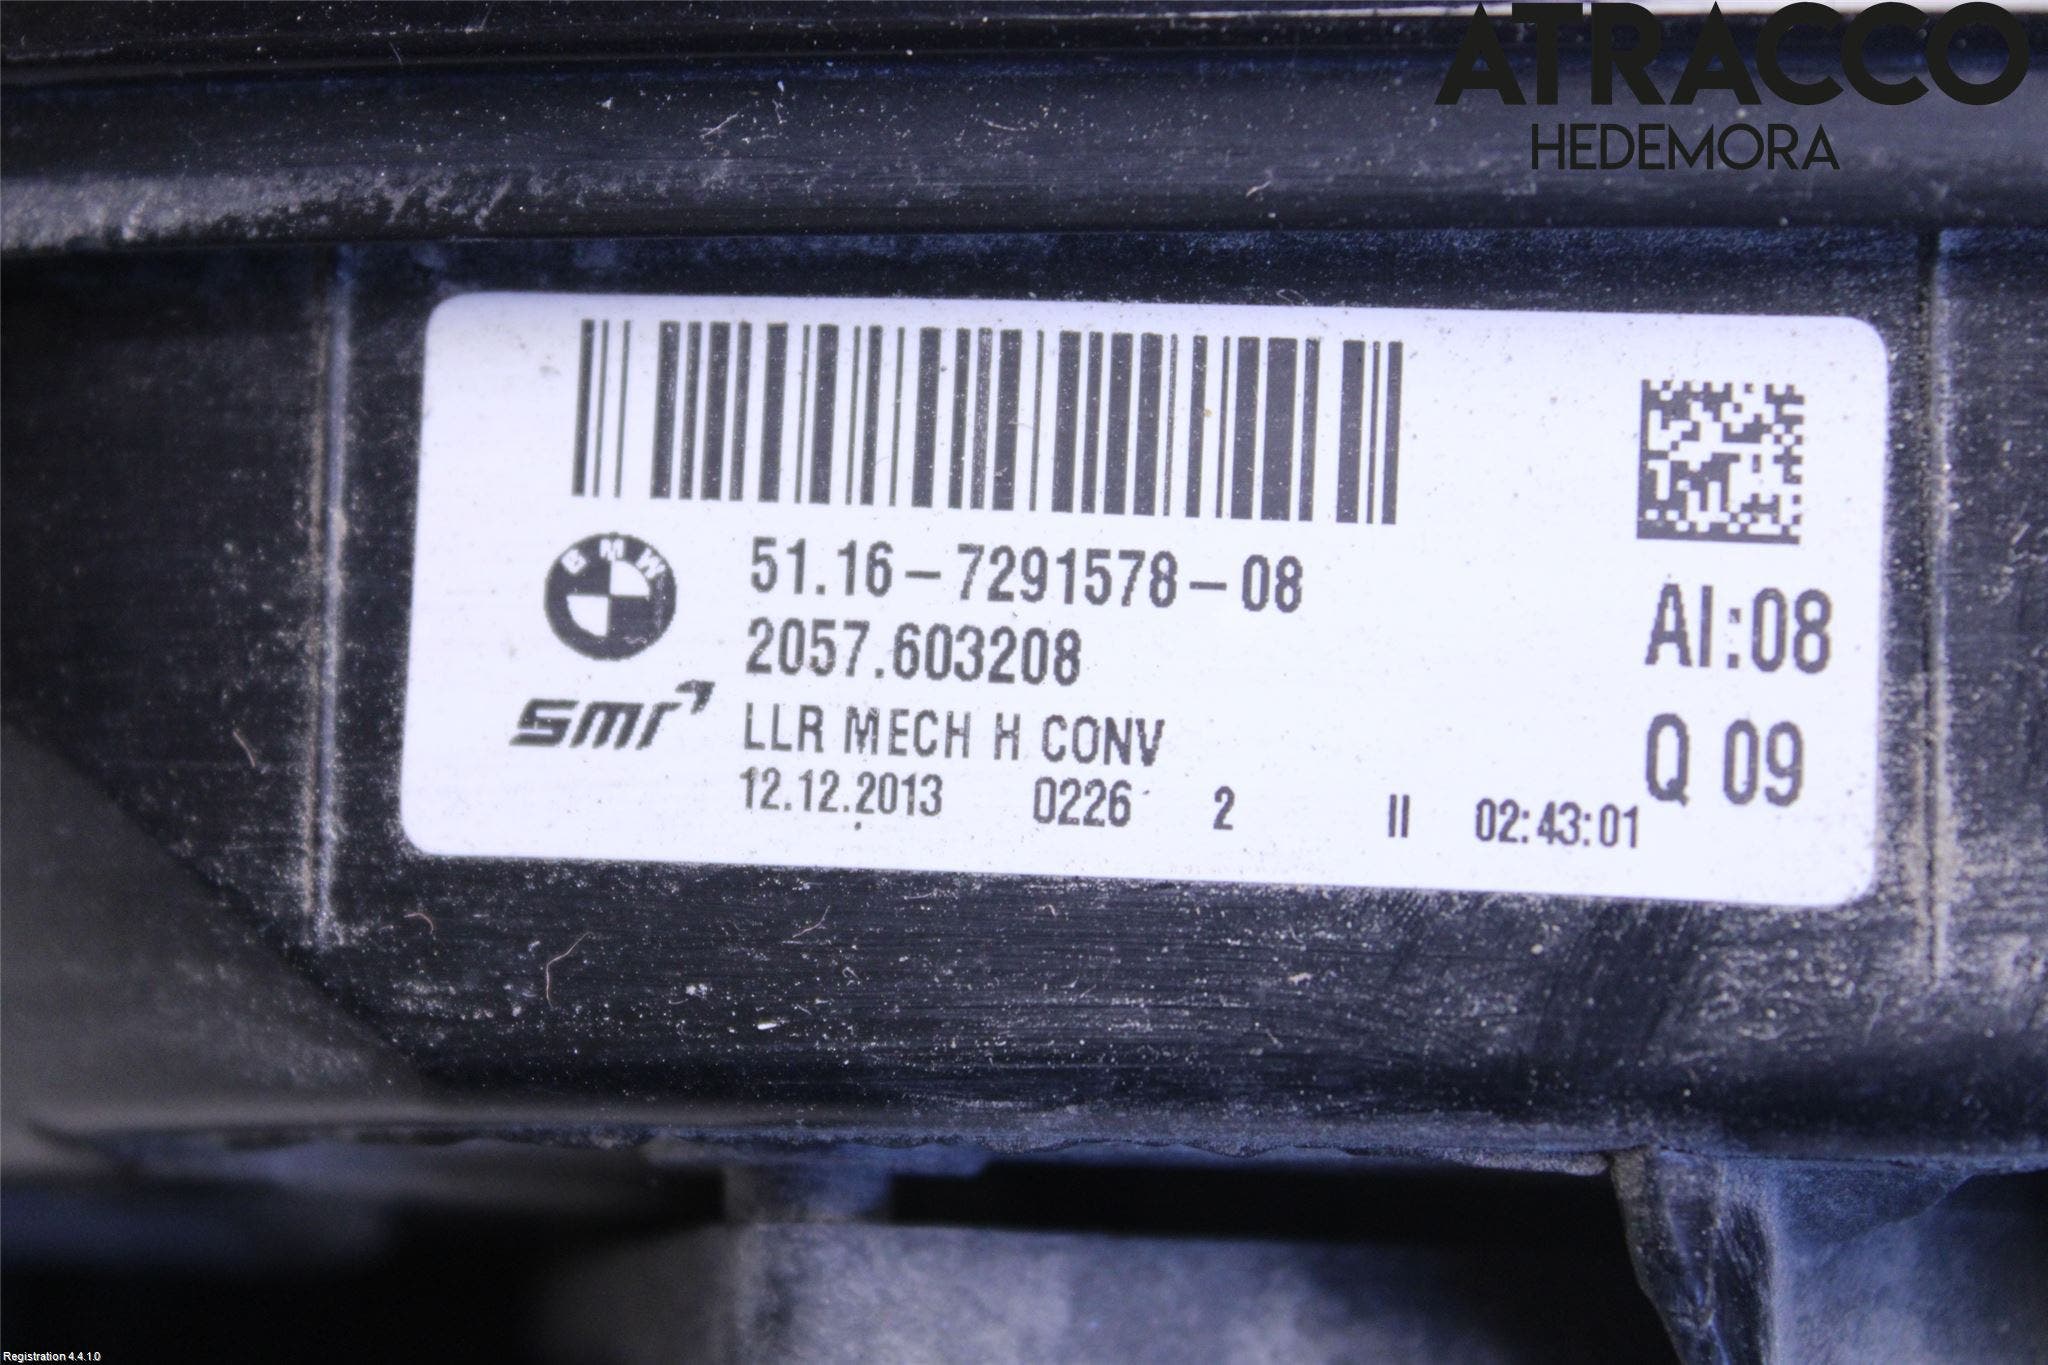 ATRACCO
HEDEMORA
BMW
51.16-7291578-08
2057.603208
smr
LLR MECH H CONV
12.12.2013 0226 2 II 02:43:01
AI:08
Q 09
Registration 4.4.1.0